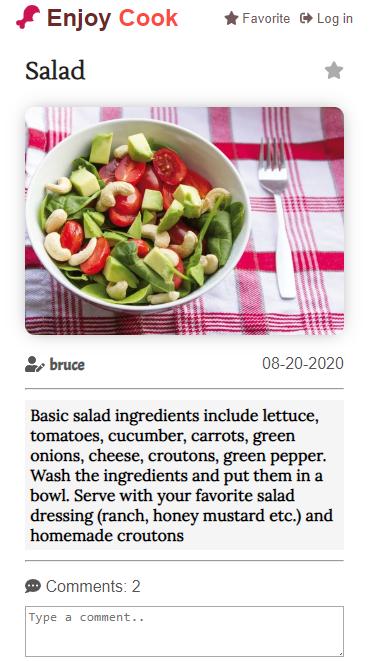 Enjoy Cook
Favorite
Log in
Salad
bruce
08-20-2020
Basic salad ingredients include lettuce,
tomatoes, cucumber, carrots, green
onions, cheese, croutons, green pepper.
Wash the ingredients and put them in a
bowl. Serve with your favorite salad
dressing (ranch, honey mustard etc.) and
homemade croutons
Comments: 2
Type a comment..